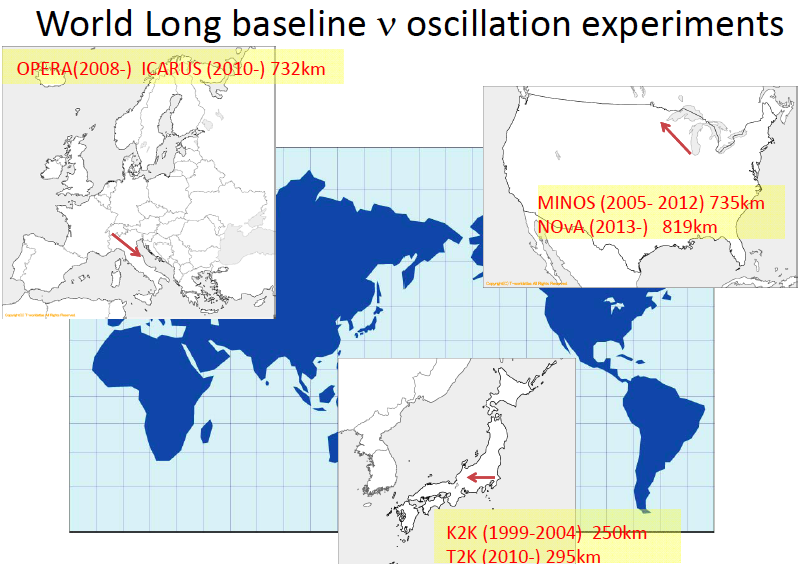 World Long baseline ν oscillation experiments
OPERA(2008-) ICARUS (2010-) 732km
MINOS (2005- 2012) 735km
NOvA (2013-) 819km
K2K (1999-2004) 250km
T2K (2010-) 295km